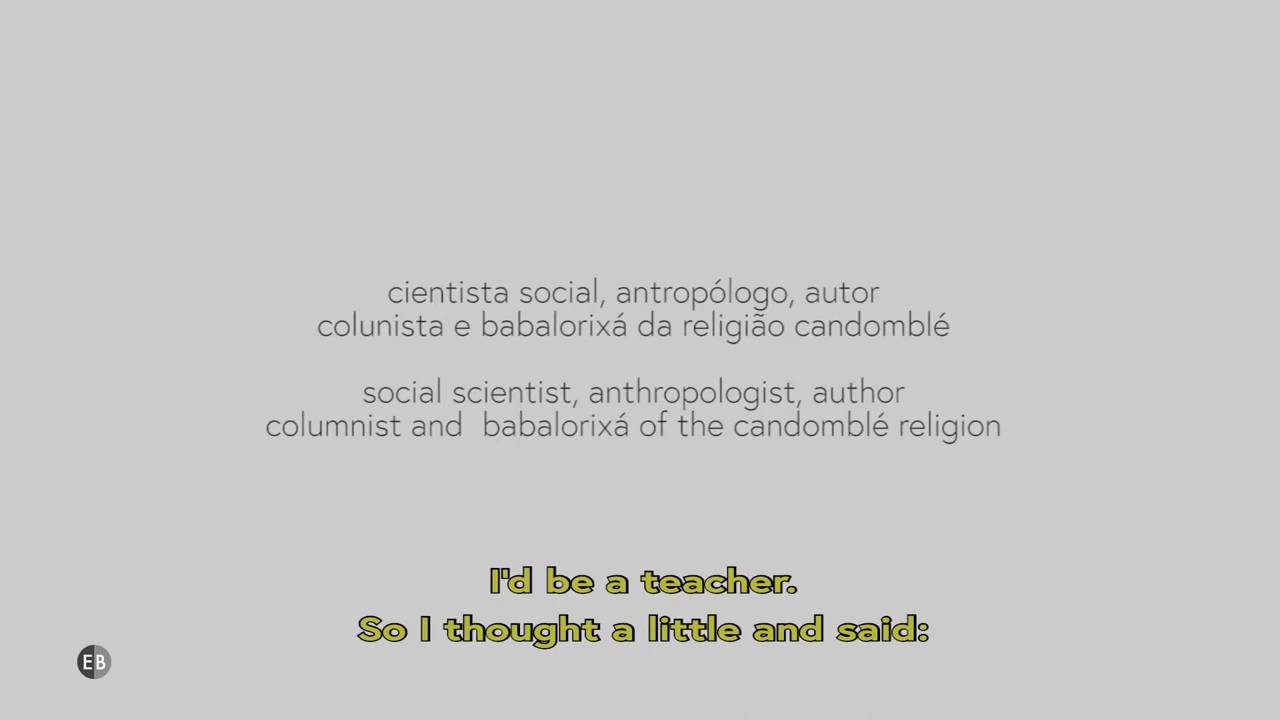 cientista social, antropólogo, autor
colunista e babalorixá da religião candomblé
social scientist, anthropologist, author
columnist and  babalorixá of the candomblé religion
I'd be a teacher.
So I thought a little and said:
EB